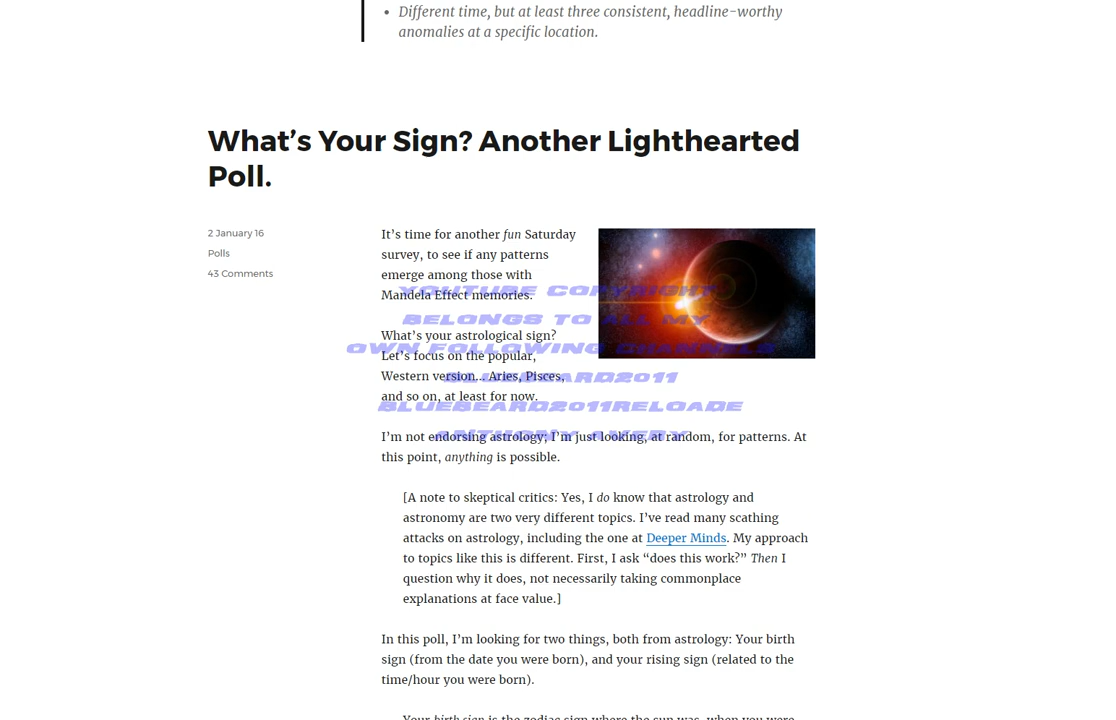 • Different time, but at least three consistent, headline-worthy
anomalies at a specific location.
What's Your Sign? Another Lighthearted
Poll.
2 January 16
Polls
43 Comments
It's time for another fun Saturday
survey, to see if any patterns
emerge among those with
Mandela Effect memories.
What's your astrological sign?
Let's focus on the popular,
Western version… Aries, Pisces,
and so on, at least for now.
YOUTUBE COPYRIGHT
BELONGS TO ALL MY
OWN FOLLOWING CHANNELS
BLUEBEARD2011
BLUEBEARD2011RELOADE
ANTHONY AVERY
I'm not endorsing astrology; I'm just looking, at random, for patterns. At
this point, anything is possible.
[A note to skeptical critics: Yes, I do know that astrology and
astronomy are two very different topics. I've read many scathing
attacks on astrology, including the one at Deeper Minds. My approach
to topics like this is different. First, I ask “does this work?” Then I
question why it does, not necessarily taking commonplace
explanations at face value.]
In this poll, I'm looking for two things, both from astrology: Your birth
sign (from the date you were born), and your rising sign (related to the
time/hour you were born).
Your birth sign is the zodiac sign where the sun was, when you were